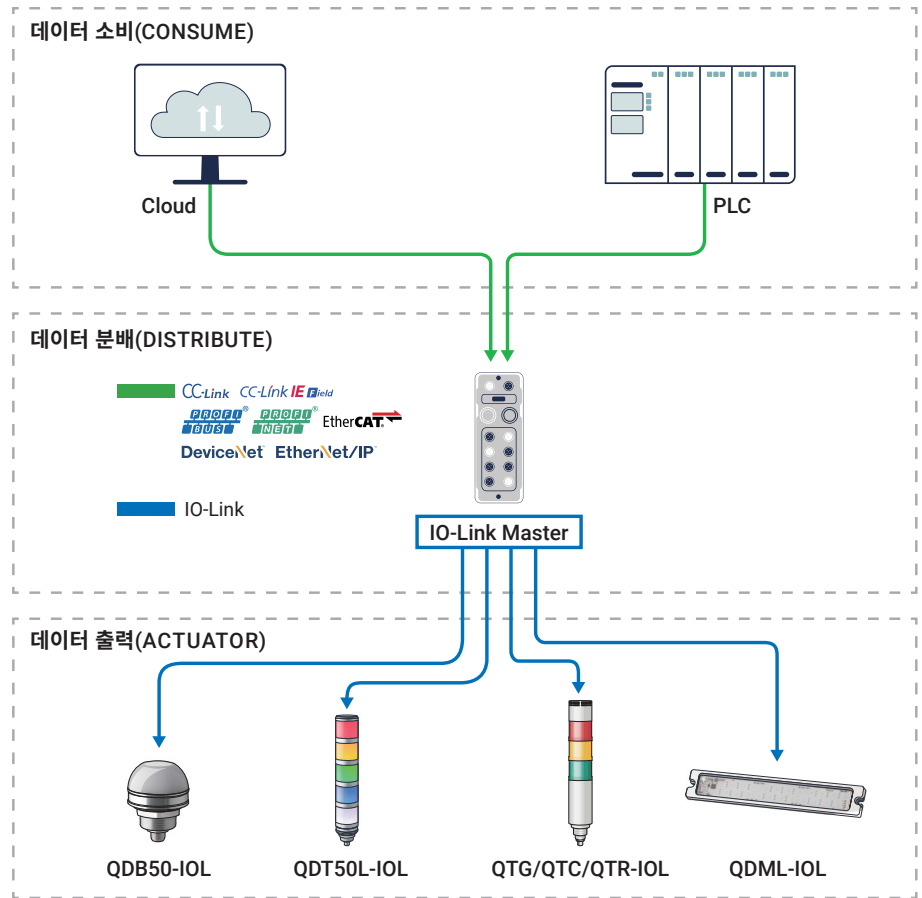 데이터 소비(CONSUME)
Cloud
PLC
데이터 분배(DISTRIBUTE)
CC-Link CC-Link IE Field
PROFI BUS® PROFI NET® EtherCAT®
DeviceNet™ EtherNet/IP™
IO-Link
IO-Link Master
데이터 출력(ACTUATOR)
QDB50-IOL
QDT50L-IOL
QTG/QTC/QTR-IOL
QDML-IOL